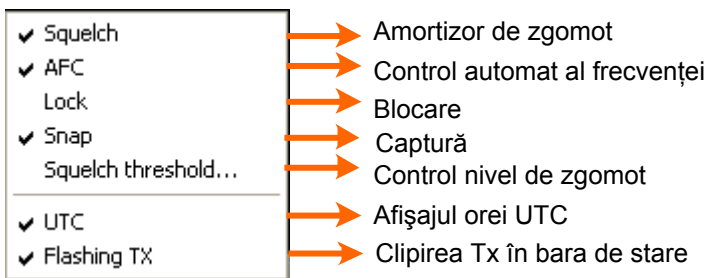 Squelch Amortizor de zgomot
AFC Control automat al frecvenței
Lock Blocare
Snap Captură
Squelch threshold... Control nivel de zgomot
UTC Afişajul orei UTC
Flashing TX Clipirea Tx în bara de stare